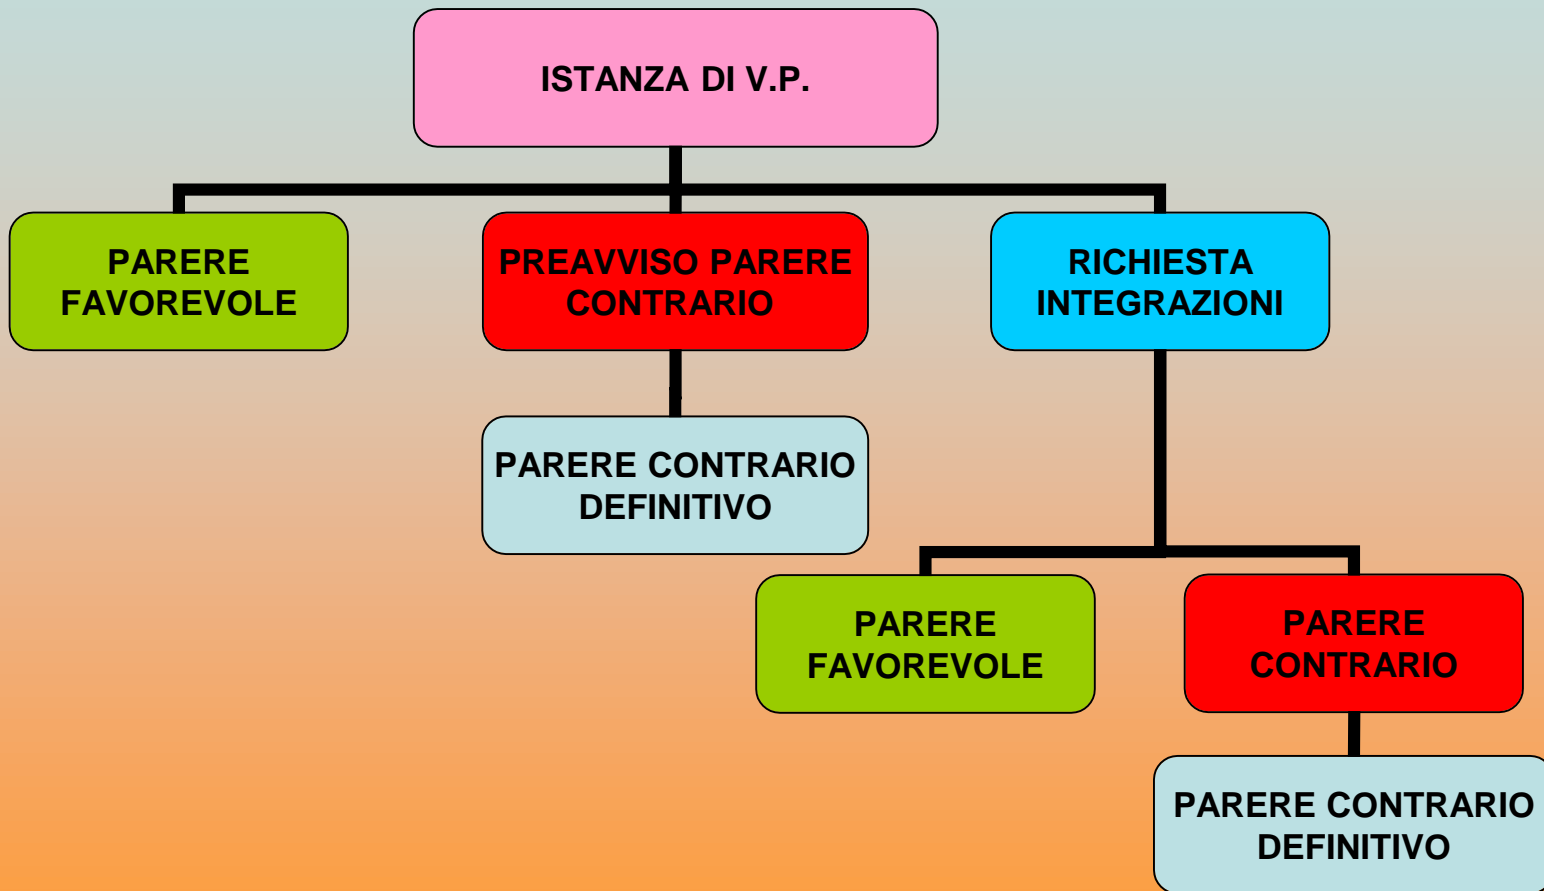 ISTANZA DI V.P.
PARERE
FAVOREVOLE
PREAVVISO PARERE
CONTRARIO
RICHIESTA
INTEGRAZIONI
PARERE CONTRARIO
DEFINITIVO
PARERE
FAVOREVOLE
PARERE
CONTRARIO
PARERE CONTRARIO
DEFINITIVO